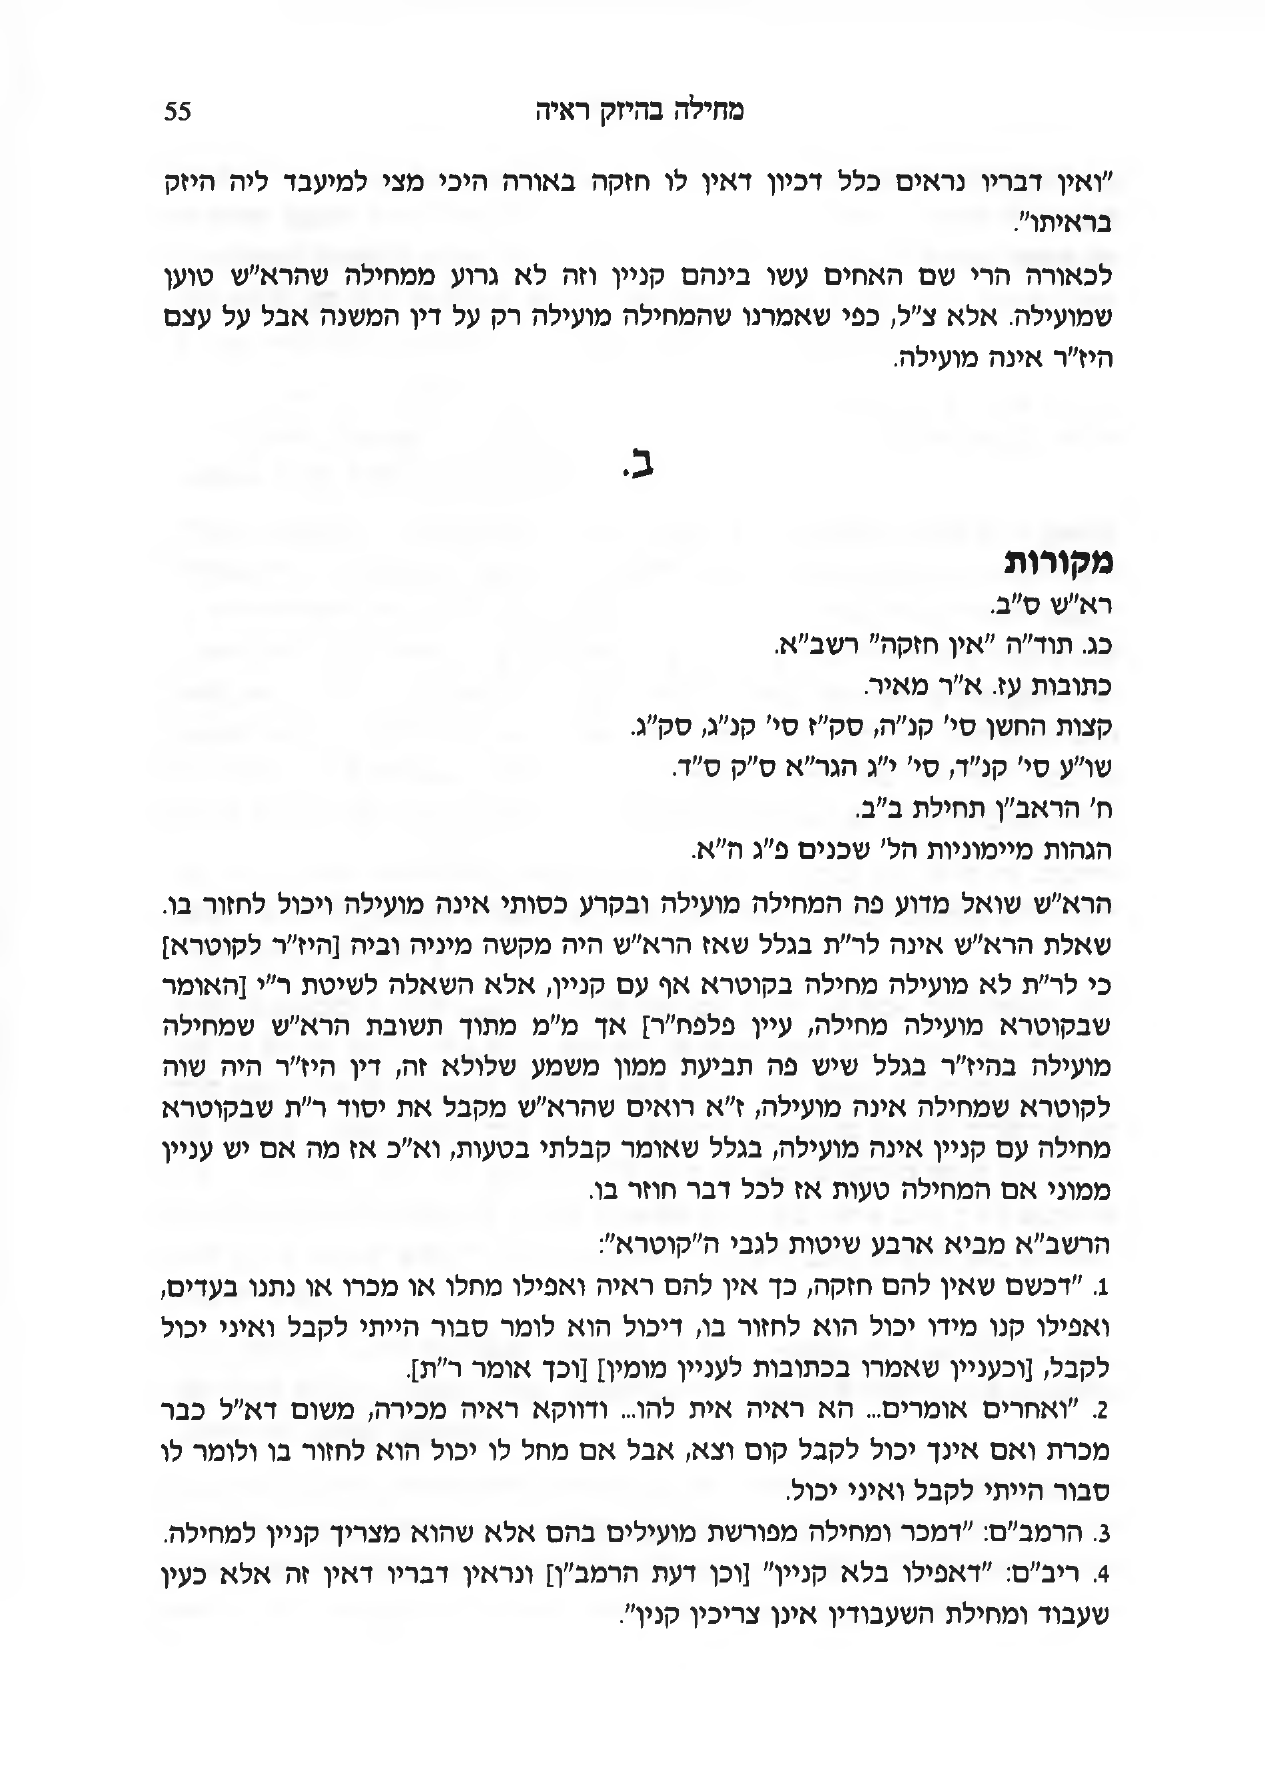 מחילה בהיזק ראיה 55
"ואין דבריו נראים כלל דכיון דאין לו חזקה באורה היכי מצי למיעבד ליה היזק
בראיתו".
לכאורה הרי שם האחים עשו בינהם קניין וזה לא גרוע ממחילה שהרא"ש טוען
שמועילה. אלא צ"ל, כפי שאמרנו שהמחילה מועילה רק על דין המשנה אבל על עצם
היז"ר אינה מועילה.
ב.
מקורות
רא"ש ס"ב.
כג. תוד"ה "אין חזקה" רשב"א.
כתובות עז. א"ר מאיר.
קצות החשן סי' קנ"ה, סק"ז סי' קנ"ג, סק"ג.
שו"ע סי' קנ"ד, סי' י"ג הגר"א ס"ק ס"ד.
ח' הראב"ן תחילת ב"ב.
הגהות מיימוניות הל' שכנים פ"ג ה"א.
הרא"ש שואל מדוע פה המחילה מועילה ובקרע כסותי אינה מועילה ויכול לחזור בו.
שאלת הרא"ש אינה לר"ת בגלל שאז הרא"ש היה מקשה מיניה וביה [היז"ר לקוטרא]
כי לר"ת לא מועילה מחילה בקוטרא אף עם קניין, אלא השאלה לשיטת ר"י [האומר
שבקוטרא מועילה מחילה, עיין פלפח"ר] אך מ"מ מתוך תשובת הרא"ש שמחילה
מועילה בהיז"ר בגלל שיש פה תביעת ממון משמע שלולא זה, דין היז"ר היה שוה
לקוטרא שמחילה אינה מועילה, ז"א רואים שהרא"ש מקבל את יסוד ר"ת שבקוטרא
מחילה עם קניין אינה מועילה, בגלל שאומר קבלתי בטעות, וא"כ אז מה אם יש עניין
ממוני אם המחילה טעות אז לכל דבר חוזר בו.
הרשב"א מביא ארבע שיטות לגבי ה"קוטרא":
1. "דכשם שאין להם חזקה, כך אין להם ראיה ואפילו מחלו או מכרו או נתנו בעדים,
ואפילו קנו מידו יכול הוא לחזור בו, דיכול הוא לומר סבור הייתי לקבל ואיני יכול
לקבל, [וכעניין שאמרו בכתובות לעניין מומין] [וכך אומר ר"ת].
2. "ואחרים אומרים... הא ראיה אית להו... ודווקא ראיה מכירה, משום דא"ל כבר
מכרת ואם אינך יכול לקבל קום וצא, אבל אם מחל לו יכול הוא לחזור בו ולומר לו
סבור הייתי לקבל ואיני יכול.
3. הרמב"ם: "דמכר ומחילה מפורשת מועילים בהם אלא שהוא מצריך קניין למחילה.
4. ריב"ם: "דאפילו בלא קניין" [וכן דעת הרמב"ן] ונראין דבריו דאין זה אלא כעין
שעבוד ומחילת השעבודין אינן צריכין קנין".